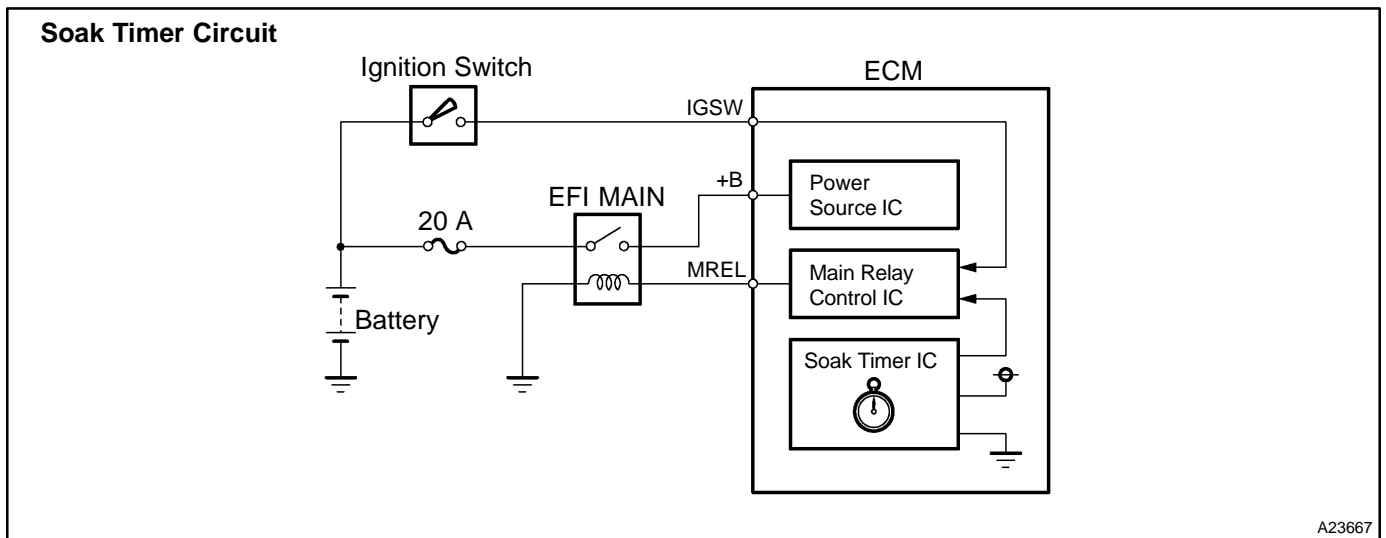 Soak Timer Circuit
Ignition Switch
ECM
IGSW
+B
Power
Source IC
EFI MAIN
20 A
MREL
Main Relay
Control IC
Battery
Soak Timer IC
A23667